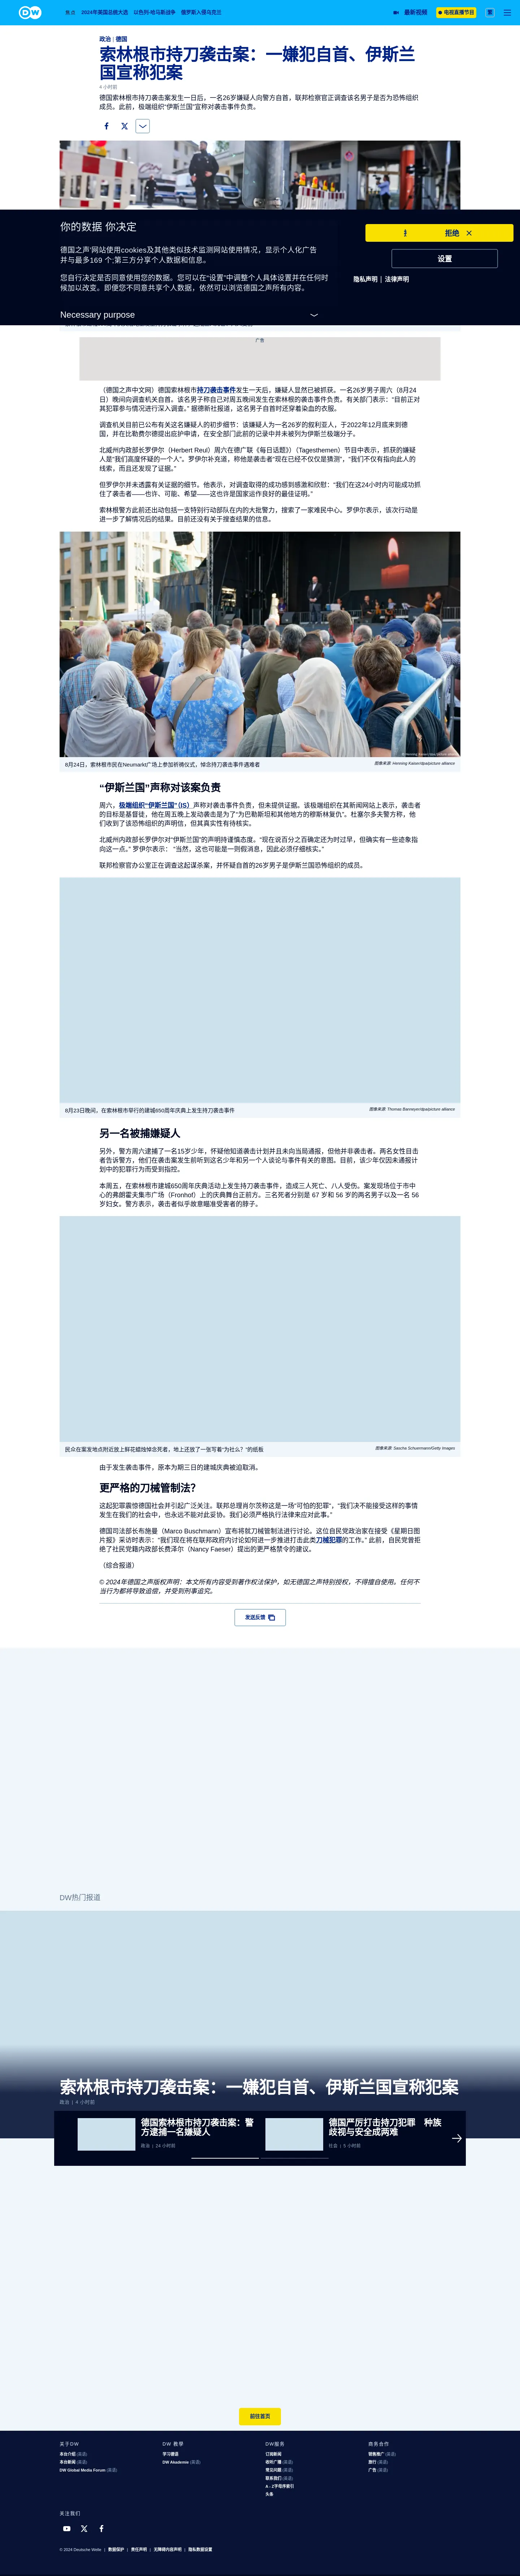 DW
焦点 2024年美国总统大选 以色列-哈马斯战争 俄罗斯入侵乌克兰
最新视频
电视直播节目
繁
政治 | 德国
索林根市持刀袭击案：一嫌犯自首、伊斯兰
国宣称犯案
4 小时前
德国索林根市持刀袭击案发生一日后，一名26岁嫌疑人向警方自首，联邦检察官正调查该名男子是否为恐怖组织
成员。此前，极端组织“伊斯兰国”宣称对袭击事件负责。
你的数据 你决定
德国之声’网站使用cookies及其他类似技术监测网站使用情况，显示个人化广告
并与最多169 个;第三方分享个人数据和信息。
您自行决定是否同意使用您的数据。您可以在“设置”中调整个人具体设置并在任何时
候加以改变。即便您不同意共享个人数据，依然可以浏览德国之声所有内容。
Necessary purpose
拒绝
设置
隐私声明 | 法律声明
广告
（德国之声中文网）德国索林根市持刀袭击事件发生一天后，嫌疑人显然已被抓获。一名26岁男子周六（8月24
日）晚间向调查机关自首。该名男子称自己对周五晚间发生在索林根的袭击事件负责。有关部门表示：“目前正对
其犯罪参与情况进行深入调查。” 据德新社报道，这名男子自首时还穿着染血的衣服。
调查机关目前已公布有关这名嫌疑人的初步细节：该嫌疑人为一名26岁的叙利亚人，于2022年12月底来到德
国，并在比勒费尔德提出庇护申请，在安全部门此前的记录中并未被列为伊斯兰极端分子。
北威州内政部长罗伊尔（Herbert Reul）周六在德广联《每日话题》）（Tagesthemen）节目中表示，抓获的嫌疑
人是“我们高度怀疑的一个人”。罗伊尔补充道，称他是袭击者“现在已经不仅仅是猜测”，“我们不仅有指向此人的
线索，而且还发现了证据。”
但罗伊尔并未透露有关证据的细节。他表示，对调查取得的成功感到感激和欣慰：“我们在这24小时内可能成功抓
住了袭击者——也许、可能、希望——这也许是国家运作良好的最佳证明。”
索林根警方此前还出动包括一支特别行动部队在内的大批警力，搜索了一家难民中心。罗伊尔表示，该次行动是
进一步了解情况后的结果。目前还没有关于搜查结果的信息。
8月24日，索林根市民在Neumarkt广场上参加祈祷仪式，悼念持刀袭击事件遇难者
图像来源: Henning Kaiser/dpa/picture alliance
“伊斯兰国”声称对该案负责
周六，极端组织“伊斯兰国”（IS）声称对袭击事件负责，但未提供证据。该极端组织在其新闻网站上表示，袭击者
的目标是基督徒，他在周五晚上发动袭击是为了“为巴勒斯坦和其他地方的穆斯林复仇”。杜塞尔多夫警方称，他
们收到了该恐怖组织的声明信，但其真实性有待核实。
北威州内政部长罗伊尔对“伊斯兰国”的声明持谨慎态度。“现在说百分之百确定还为时过早，但确实有一些迹象指
向这一点。” 罗伊尔表示： “当然，这也可能是一则假消息，因此必须仔细核实。”
联邦检察官办公室正在调查这起谋杀案，并怀疑自首的26岁男子是伊斯兰国恐怖组织的成员。
8月23日晚间，在索林根市举行的建城650周年庆典上发生持刀袭击事件
图像来源: Thomas Banneyer/dpa/picture alliance
另一名被捕嫌疑人
另外，警方周六逮捕了一名15岁少年，怀疑他知道袭击计划并且未向当局通报，但他并非袭击者。两名女性目击
者告诉警方，他们在袭击案发生前听到这名少年和另一个人谈论与事件有关的意图。目前，该少年仅因未通报计
划中的犯罪行为而受到指控。
本周五，在索林根市建城650周年庆典活动上发生持刀袭击事件，造成三人死亡、八人受伤。案发现场位于市中
心的弗朗霍夫集市广场（Fronhof）上的庆典舞台正前方。三名死者分别是 67 岁和 56 岁的两名男子以及一名 56
岁妇女。警方表示，袭击者似乎故意瞄准受害者的脖子。
民众在案发地点附近放上鲜花蜡烛悼念死者，地上还放了一张写着“为社么？”的纸板
图像来源: Sascha Schuermann/Getty Images
由于发生袭击事件，原本为期三日的建城庆典被迫取消。
更严格的刀械管制法？
这起犯罪震惊德国社会并引起广泛关注。联邦总理肖尔茨称这是一场“可怕的犯罪”，“我们决不能接受这样的事情
发生在我们的社会中，也永远不能对此妥协。我们必须严格执行法律来应对此事。”
德国司法部长布施曼（Marco Buschmann）宣布将就刀械管制法进行讨论。这位自民党政治家在接受《星期日图
片报》采访时表示：“我们现在将在联邦政府内讨论如何进一步推进打击此类刀械犯罪的工作。” 此前，自民党曾拒
绝了社民党籍内政部长费泽尔（Nancy Faeser）提出的更严格禁令的建议。
（综合报道）
© 2024年德国之声版权声明：本文所有内容受到著作权法保护，如无德国之声特别授权，不得擅自使用。任何不
当行为都将导致追偿，并受到刑事追究。
发送反馈
DW热门报道
索林根市持刀袭击案：一嫌犯自首、伊斯兰国宣称犯案
政治 | 4 小时前
德国索林根市持刀袭击案：警
方逮捕一名嫌疑人
政治 | 24 小时前
德国严厉打击持刀犯罪 种族
歧视与安全成两难
社会 | 5 小时前
前往首页
关于DW
本台介绍 (英语)
本台新闻 (英语)
DW Global Media Forum (英语)
DW 教學
学习德语
DW Akademie (英语)
DW服务
订阅新闻
收听广播 (英语)
常见问题 (英语)
联系我们 (英语)
A - Z字母序索引
头条
商务合作
销售推广 (英语)
旅行 (英语)
广告 (英语)
关注我们
© 2024 Deutsche Welle | 数据保护 | 责任声明 | 无障碍内容声明 | 隐私数据设置